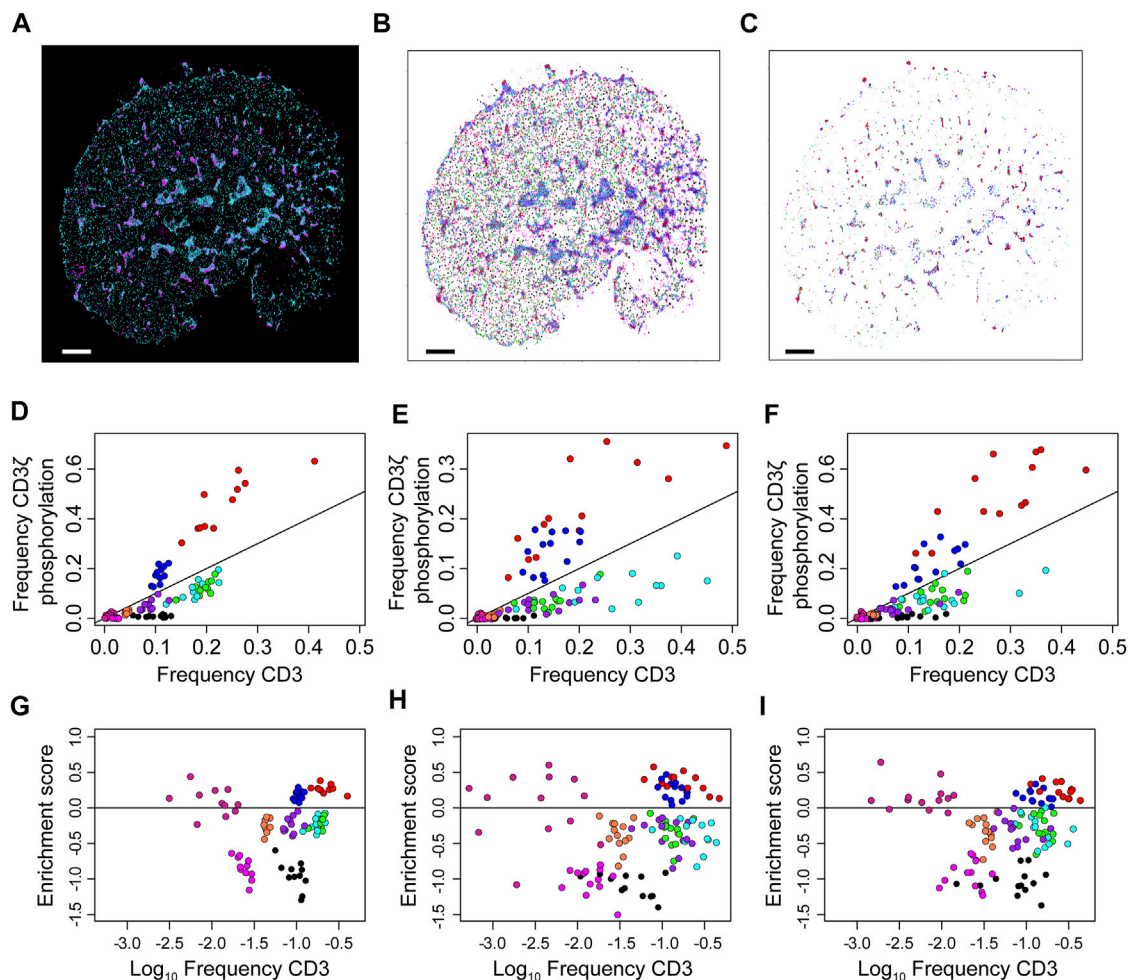 A
B
C
D
E
F
Frequency CD3ζ
phosphorylation
0.0 0.2 0.4 0.6
0.0 0.1 0.2 0.3 0.4 0.5
Frequency CD3
Frequency CD3ζ
phosphorylation
0.0 0.1 0.2 0.3
0.0 0.1 0.2 0.3 0.4 0.5
Frequency CD3
Frequency CD3ζ
phosphorylation
0.0 0.2 0.4 0.6
0.0 0.1 0.2 0.3 0.4 0.5
Frequency CD3
G
H
I
Enrichment score
1.0
0.5
0.0
-0.5
-1.0
-1.5
-3.0 -2.5 -2.0 -1.5 -1.0 -0.5
Log₁₀ Frequency CD3
Enrichment score
1.0
0.5
0.0
-0.5
-1.0
-1.5
-3.0 -2.5 -2.0 -1.5 -1.0 -0.5
Log₁₀ Frequency CD3
Enrichment score
1.0
0.5
0.0
-0.5
-1.0
-1.5
-3.0 -2.5 -2.0 -1.5 -1.0 -0.5
Log₁₀ Frequency CD3